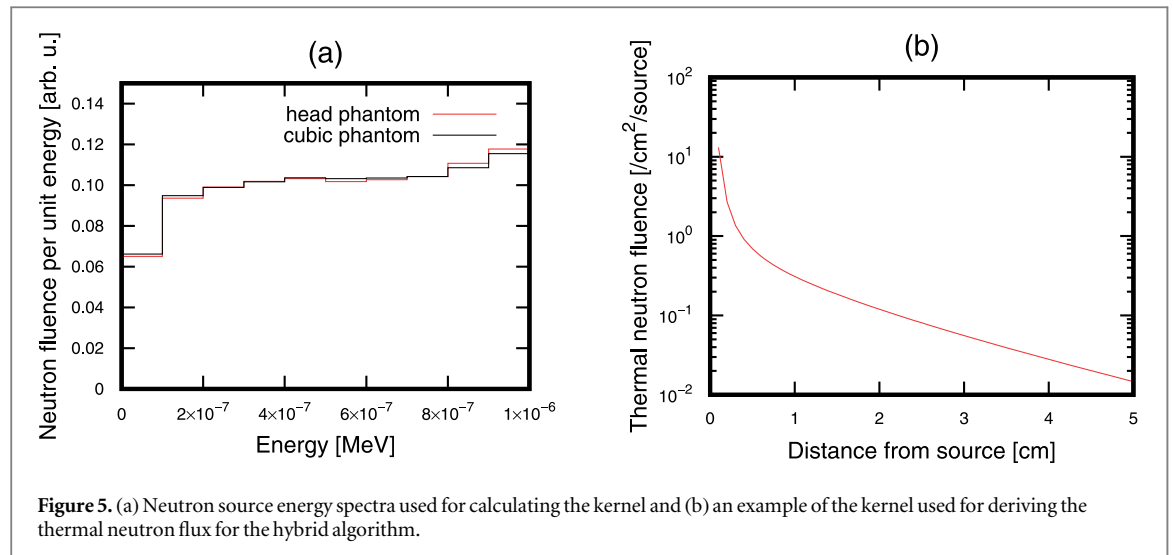 (a)
Neutron fluence per unit energy [arb. u.]
0.14
0.12
0.10
0.08
0.06
0.04
0.02
0
head phantom
cubic phantom
0 2×10⁻⁷ 4×10⁻⁷ 6×10⁻⁷ 8×10⁻⁷ 1×10⁻⁶
Energy [MeV]
(b)
Thermal neutron fluence [/cm²/source]
10²
10¹
10⁰
10⁻¹
10⁻²
0 1 2 3 4 5
Distance from source [cm]
Figure 5. (a) Neutron source energy spectra used for calculating the kernel and (b) an example of the kernel used for deriving the
thermal neutron flux for the hybrid algorithm.